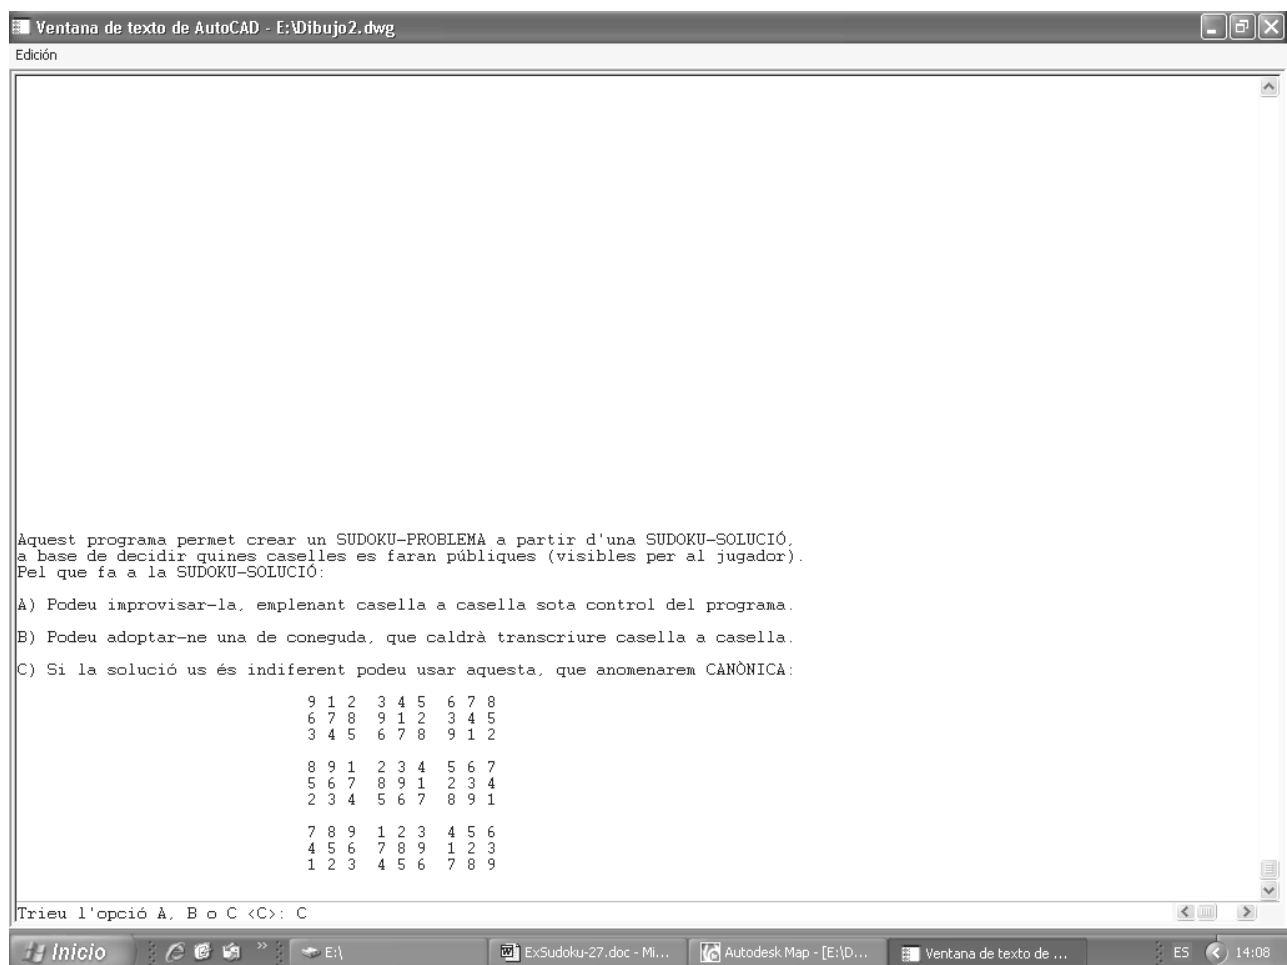 Ventana de texto de AutoCAD - E:\Dibujo2.dwg
Edición
Aquest programa permet crear un SUDOKU-PROBLEMA a partir d'una SUDOKU-SOLUCIÓ,
a base de decidir quines caselles es faran públiques (visibles per al jugador).
Pel que fa a la SUDOKU-SOLUCIÓ:
A) Podeu improvisar-la, emplenant casella a casella sota control del programa.
B) Podeu adoptar-ne una de coneguda, que caldrà transcriure casella a casella.
C) Si la solució us és indiferent podeu usar aquesta, que anomenarem CANÒNICA:
9 1 2 3 4 5 6 7 8
6 7 8 9 1 2 3 4 5
3 4 5 6 7 8 9 1 2
8 9 1 2 3 4 5 6 7
5 6 7 8 9 1 2 3 4
2 3 4 5 6 7 8 9 1
7 8 9 1 2 3 4 5 6
4 5 6 7 8 9 1 2 3
1 2 3 4 5 6 7 8 9
Trieu l'opció A, B o C <C>: C
Inicio » E:\ ExSudoku-27.doc - Mi... Autodesk Map - [E:\D... Ventana de texto de ... ES 14:08